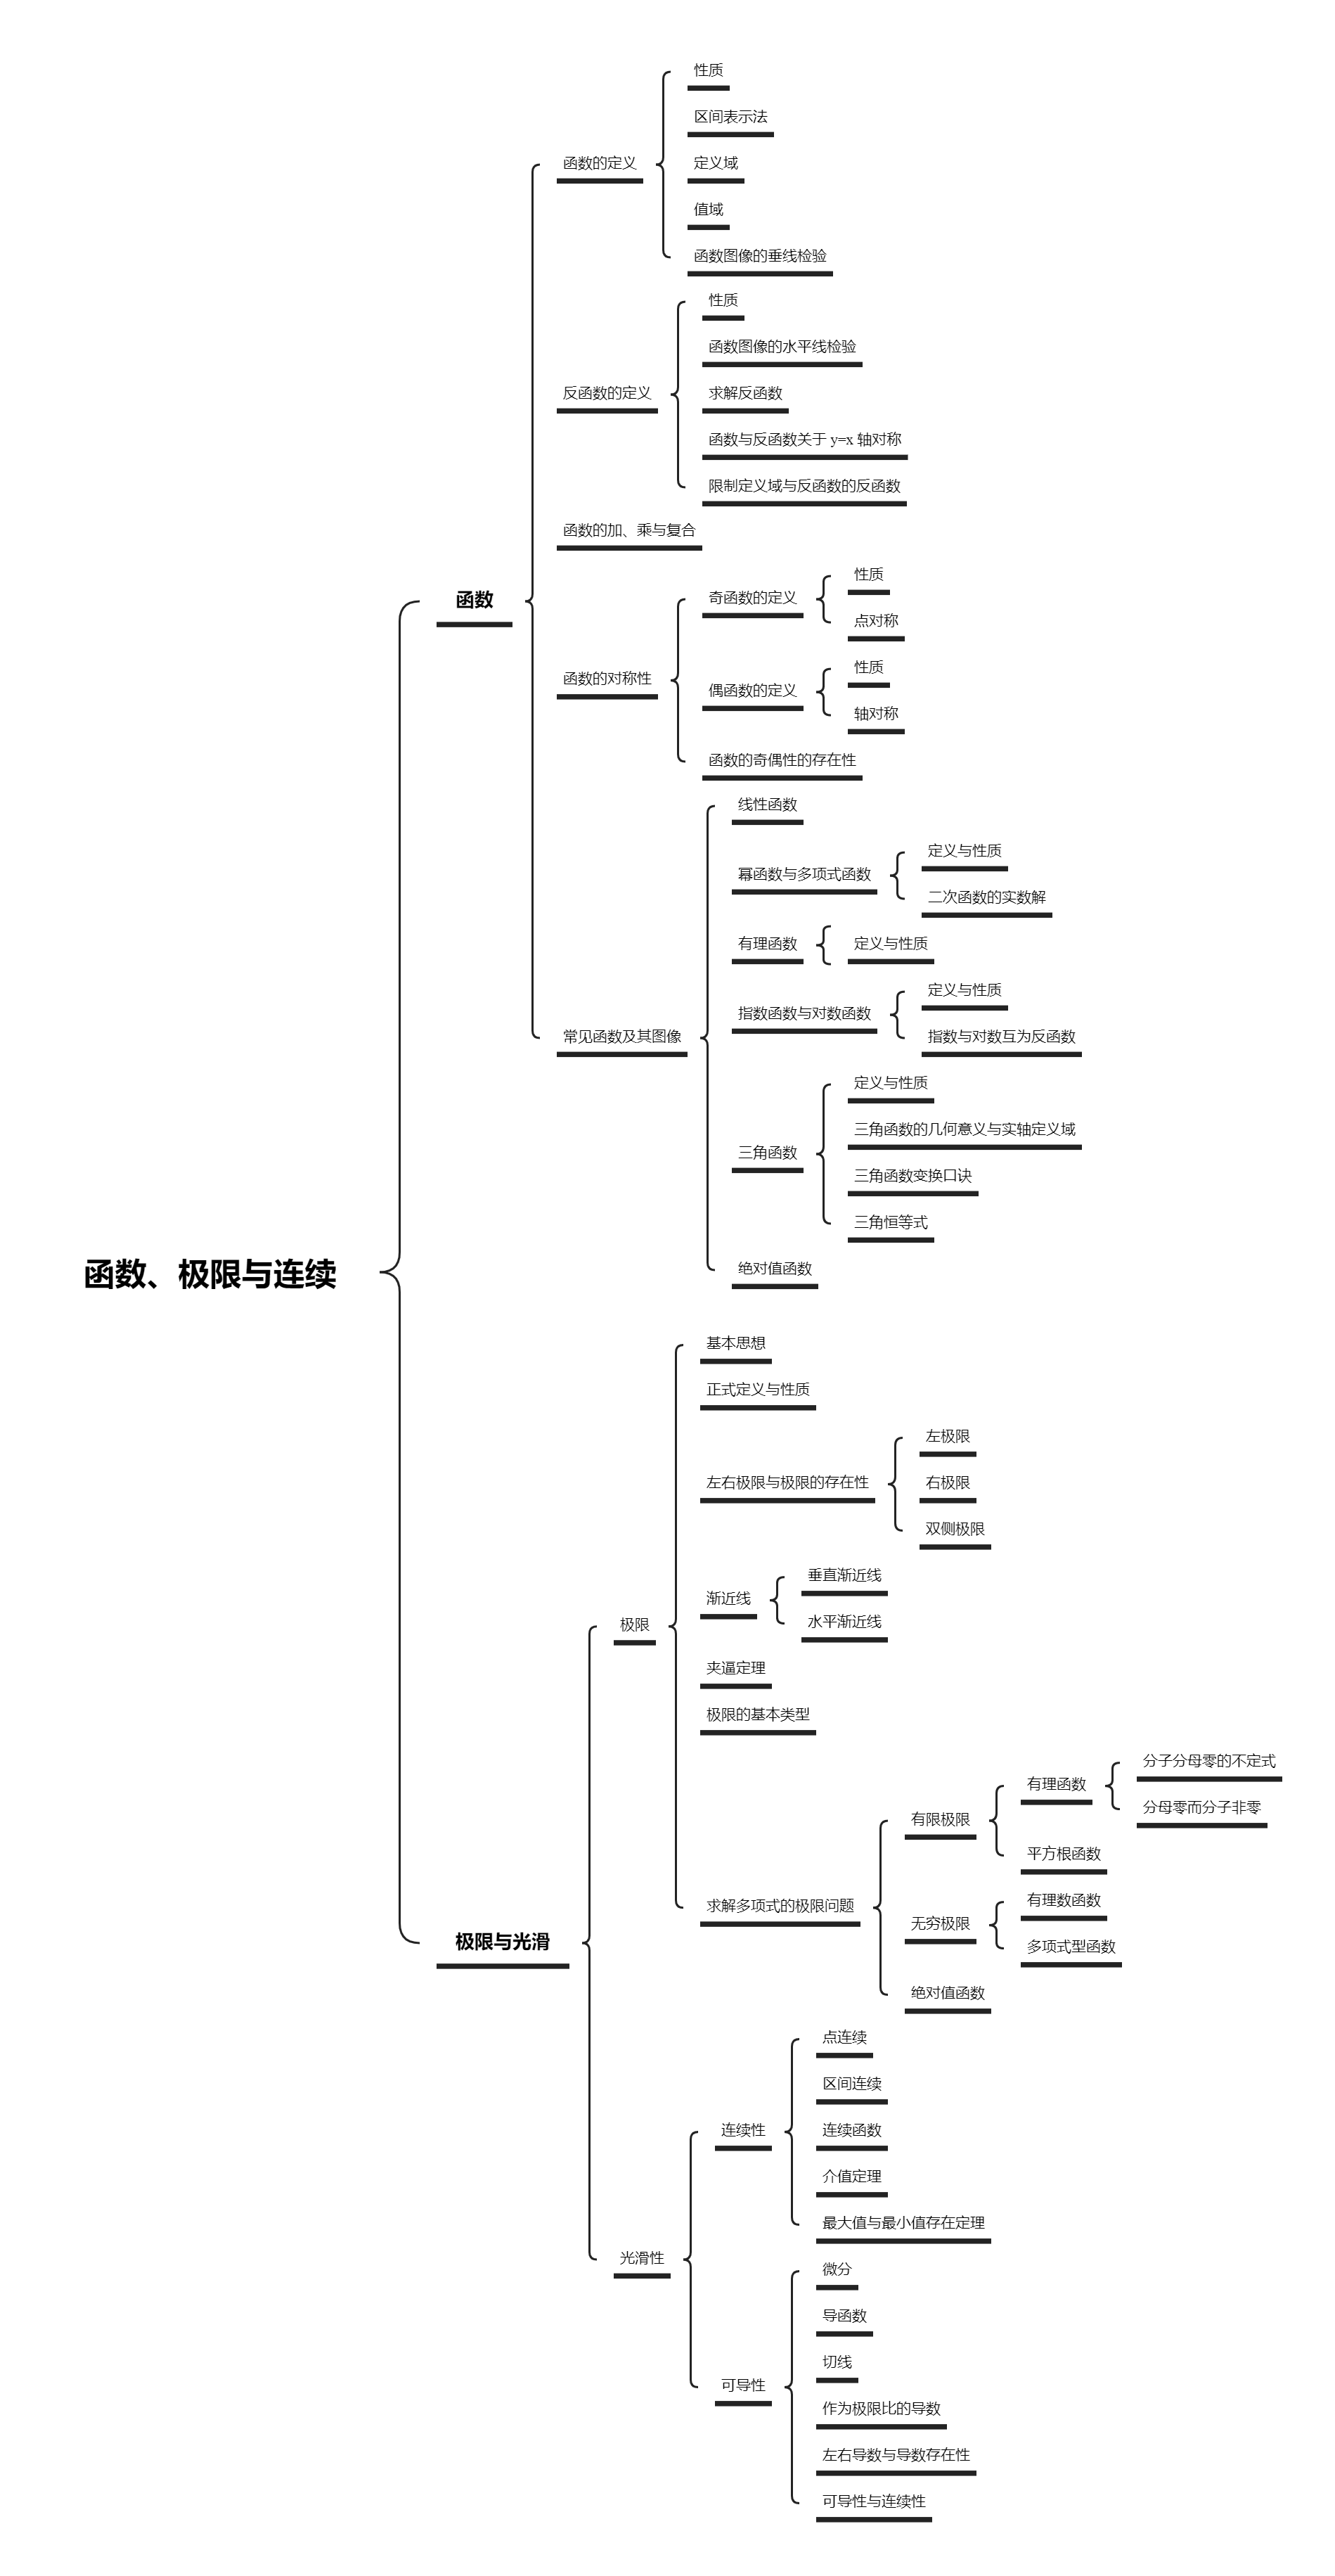 函数、极限与连续
函数
函数的定义
性质
区间表示法
定义域
值域
函数图像的垂线检验
反函数的定义
性质
函数图像的水平线检验
求解反函数
函数与反函数关于 y=x 轴对称
限制定义域与反函数的反函数
函数的加、乘与复合
函数的对称性
奇函数的定义
性质
点对称
偶函数的定义
性质
轴对称
函数的奇偶性的存在性
常见函数及其图像
线性函数
幂函数与多项式函数
定义与性质
二次函数的实数解
有理函数
定义与性质
指数函数与对数函数
定义与性质
指数与对数互为反函数
三角函数
定义与性质
三角函数的几何意义与实轴定义域
三角函数变换口诀
三角恒等式
绝对值函数
极限与光滑
极限
基本思想
正式定义与性质
左右极限与极限的存在性
左极限
右极限
双侧极限
渐近线
垂直渐近线
水平渐近线
夹逼定理
极限的基本类型
求解多项式的极限问题
有限极限
有理函数
分子分母零的不定式
分母零而分子非零
平方根函数
无穷极限
有理数函数
多项式型函数
绝对值函数
光滑性
连续性
点连续
区间连续
连续函数
介值定理
最大值与最小值存在定理
可导性
微分
导函数
切线
作为极限比的导数
左右导数与导数存在性
可导性与连续性